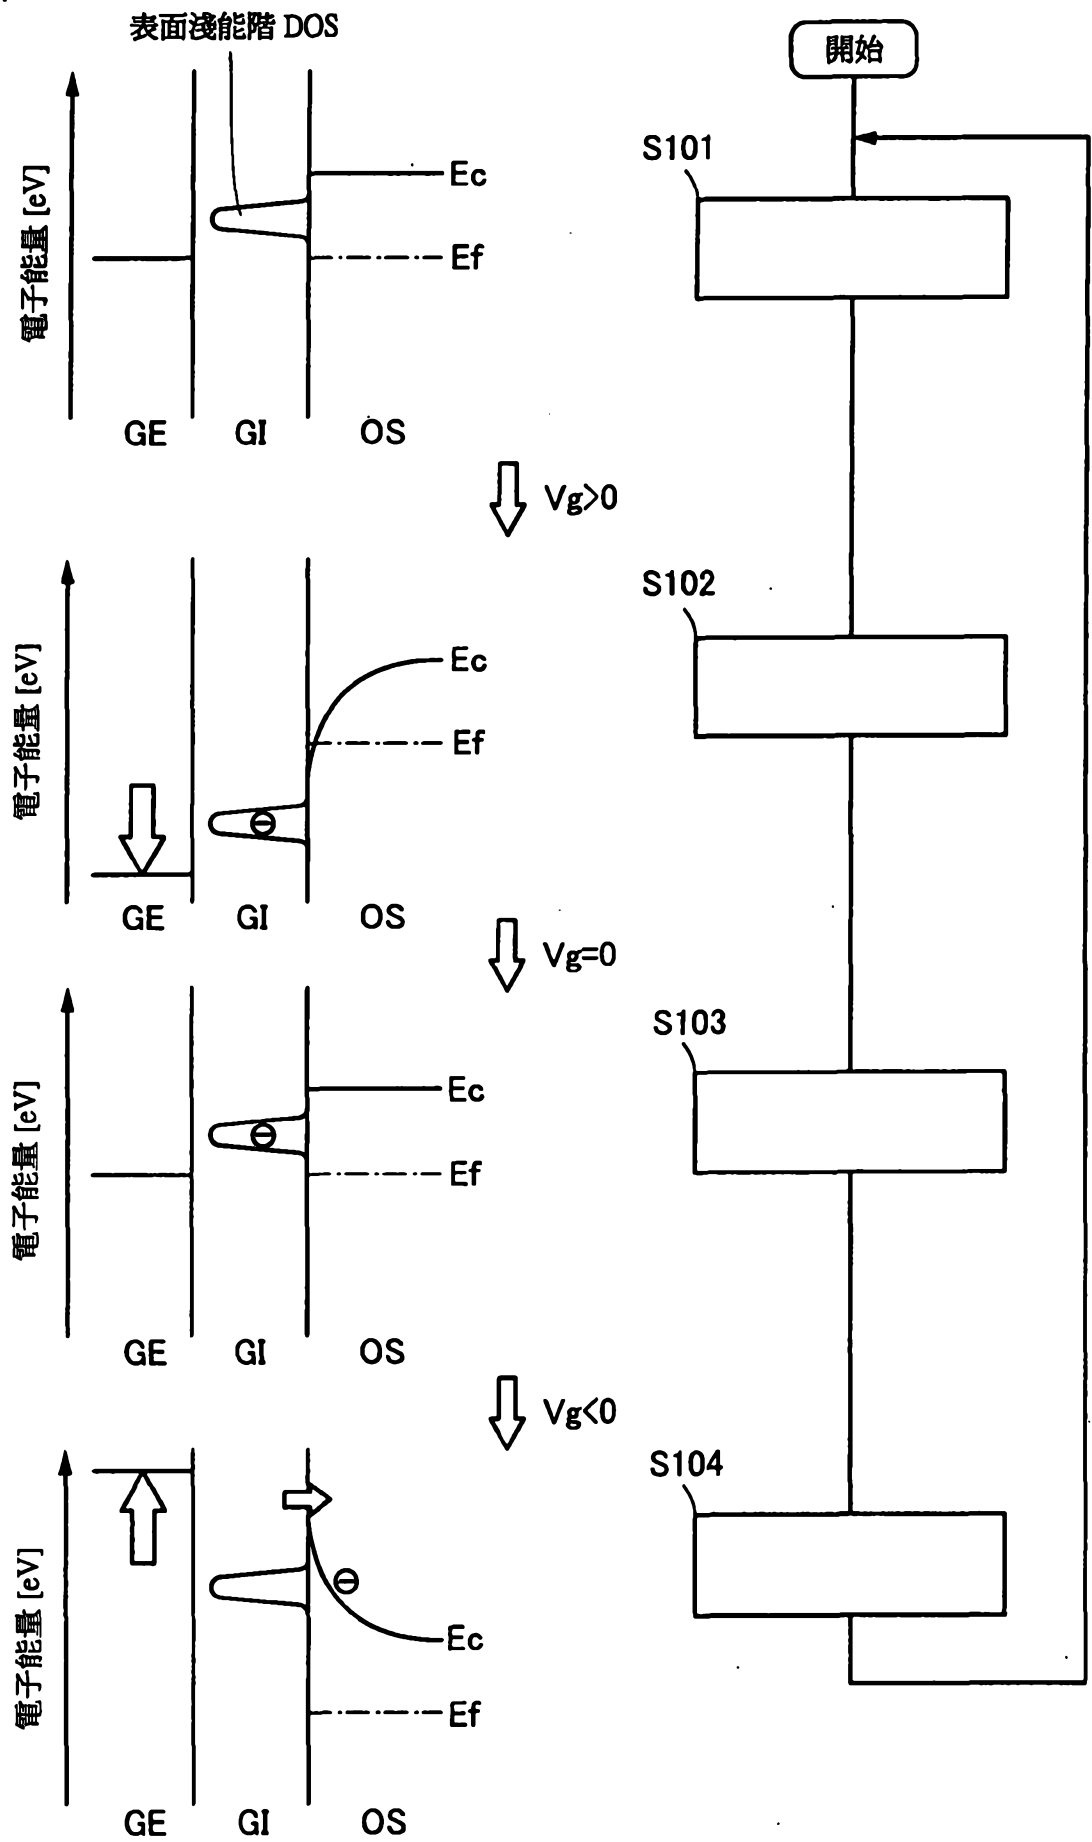 表面淺能階 DOS
電子能量 [eV]
Ec
Ef
GE
GI
OS
Vg>0
電子能量 [eV]
Ec
Ef
GE
GI
OS
Vg=0
電子能量 [eV]
Ec
Ef
GE
GI
OS
Vg<0
電子能量 [eV]
Ec
Ef
GE
GI
OS
開始
S101
S102
S103
S104